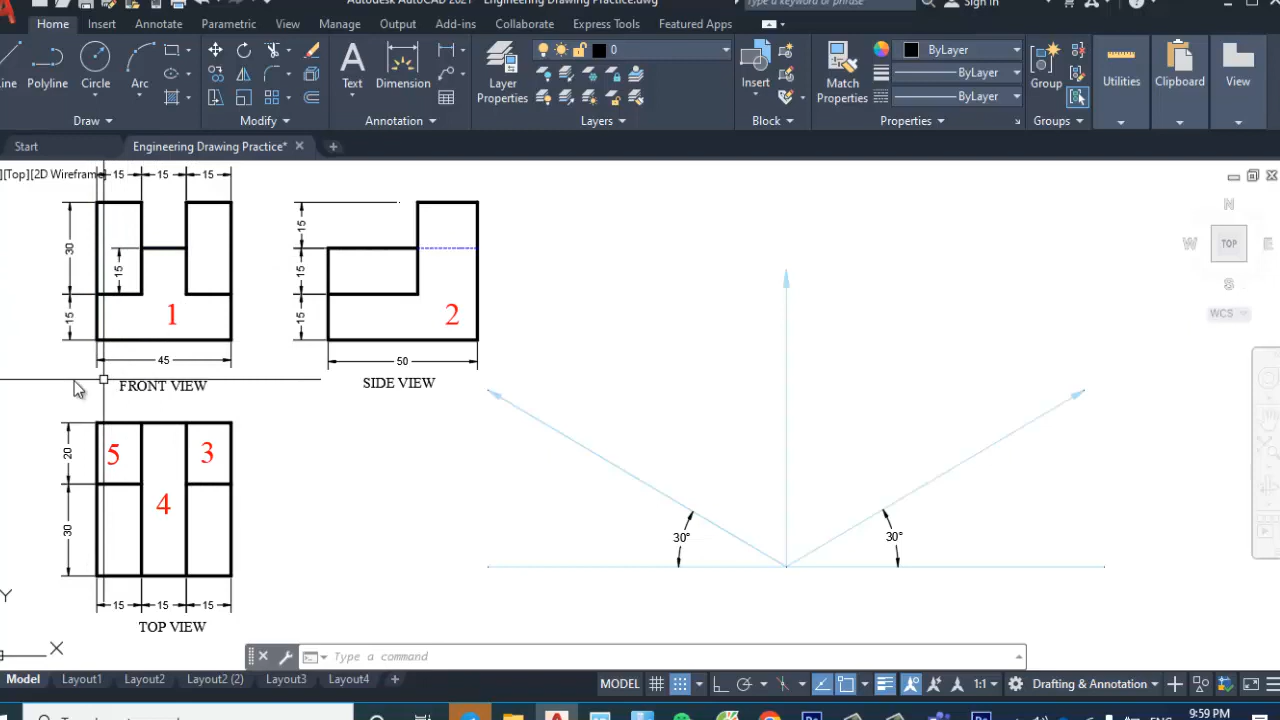 Autodesk AutoCAD 2021 Engineering Drawing Practice.dwg
Type a keyword or phrase
Sign In
Home Insert Annotate Parametric View Manage Output Add-ins Collaborate Express Tools Featured Apps
Line Polyline Circle Arc
Text Dimension
Layer Properties
0
Insert
Match Properties
ByLayer
ByLayer
ByLayer
Group
Utilities
Clipboard
View
Draw Modify Annotation Layers Block Properties Groups
Start Engineering Drawing Practice*
][Top][2D Wireframe]
15 15 15
30
15
15
1
45
FRONT VIEW
15
15
15
2
50
SIDE VIEW
20
30
5
3
4
15 15 15
TOP VIEW
30°
30°
N
W TOP E
S
WCS
Y
X
Type a command
Model Layout1 Layout2 Layout2 (2) Layout3 Layout4
MODEL 1:1 Drafting & Annotation
9:59 PM